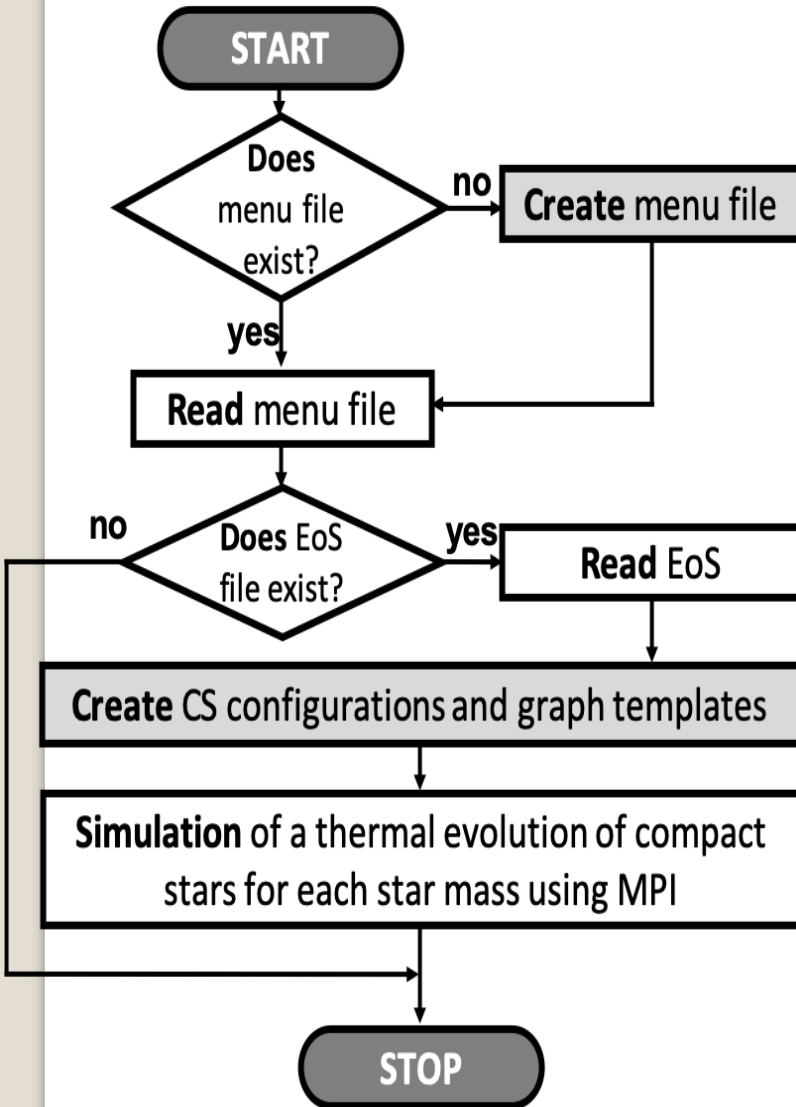 START
Does
menu file
exist?
no
Create menu file
yes
Read menu file
no
Does EoS
file exist?
yes
Read EoS
Create CS configurations and graph templates
Simulation of a thermal evolution of compact
stars for each star mass using MPI
STOP